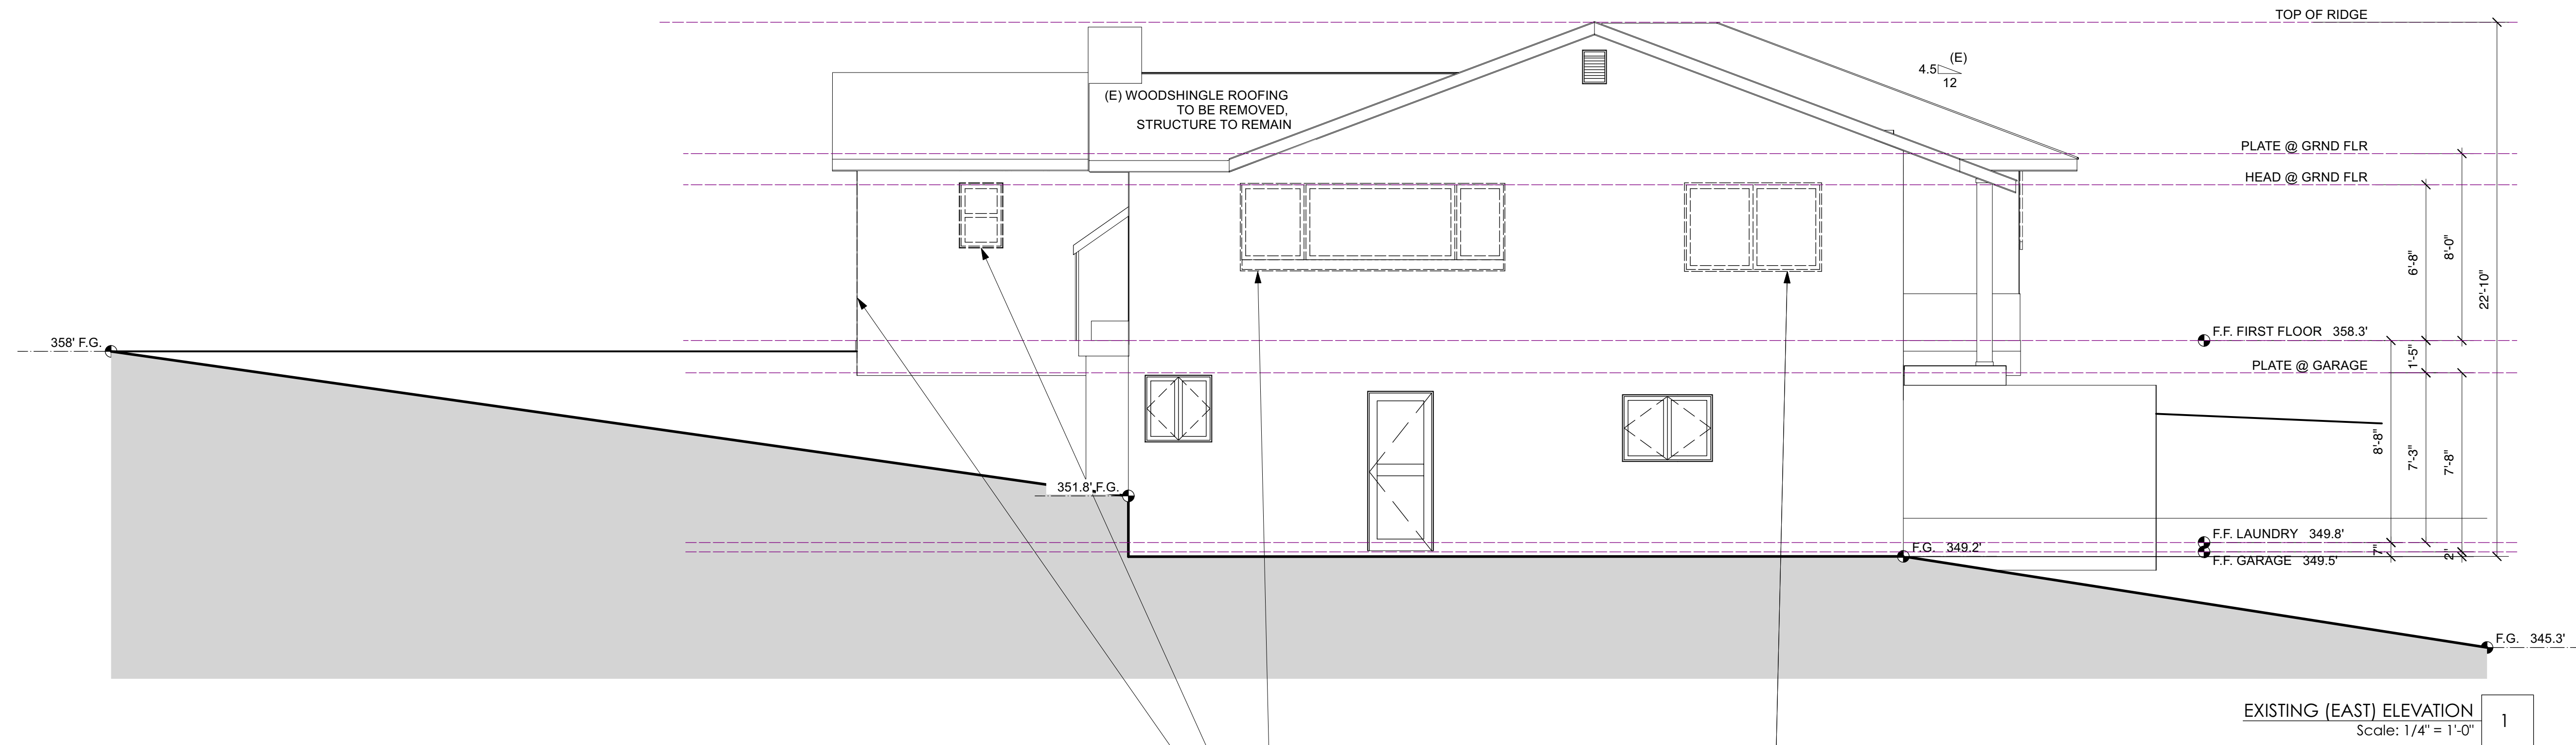 TOP OF RIDGE
(E)
4.5
12
(E) WOODSHINGLE ROOFING
TO BE REMOVED,
STRUCTURE TO REMAIN
PLATE @ GRND FLR
HEAD @ GRND FLR
6'-8"
8'-0"
22'-10"
F.F. FIRST FLOOR 358.3'
358' F.G.
1'-5"
PLATE @ GARAGE
8'-8"
7'-3"
7'-8"
351.8' F.G.
F.F. LAUNDRY 349.8'
F.G. 349.2'
7"
2"
F.F. GARAGE 349.5'
F.G. 345.3'
EXISTING (EAST) ELEVATION
1
Scale: 1/4" = 1'-0"